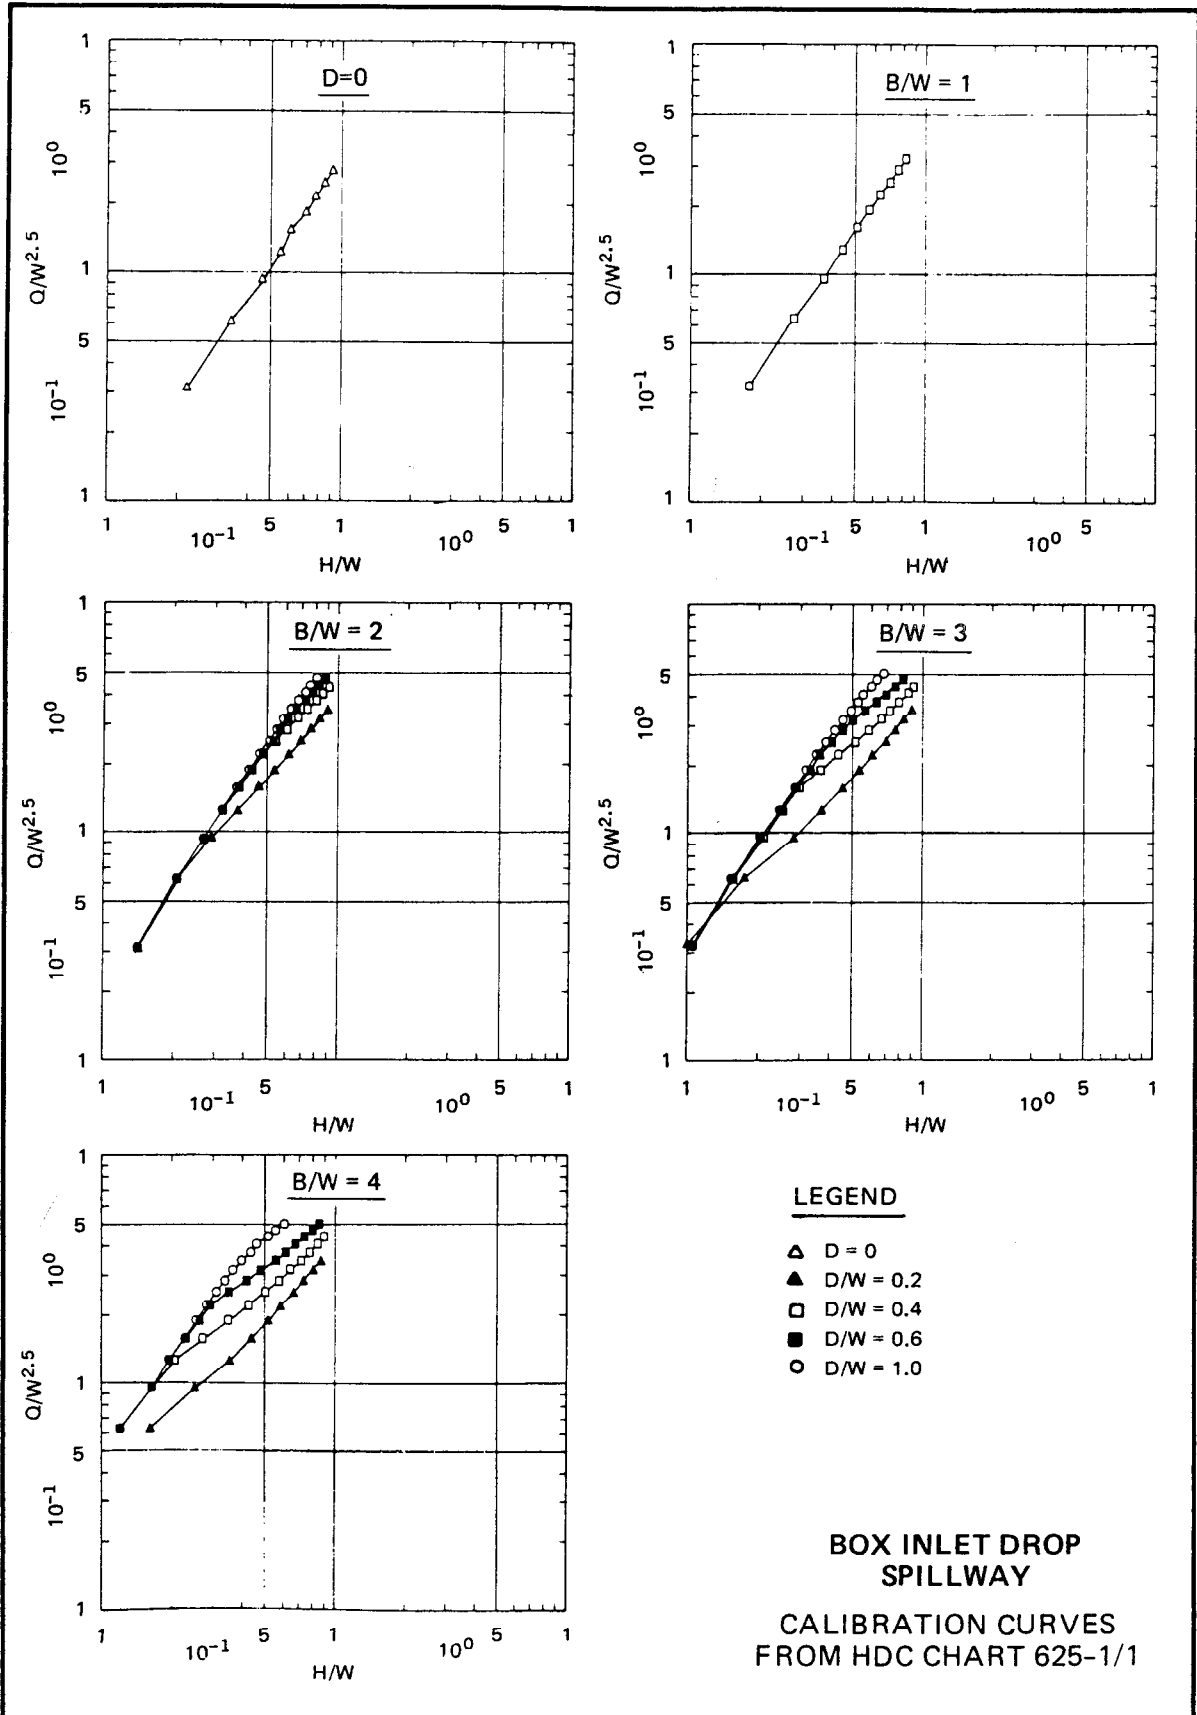 D=0
1
5
10⁰
1
5
10⁻¹
1
Q/W^2.5
1 5 1 5 1
10⁻¹ 10⁰
H/W
B/W = 1
1
5
10⁰
1
5
10⁻¹
1
Q/W^2.5
1 5 1 5
10⁻¹ 10⁰
H/W
B/W = 2
1
5
10⁰
1
5
10⁻¹
1
Q/W^2.5
1 5 1 5 1
10⁻¹ 10⁰
H/W
B/W = 3
5
10⁰
1
5
10⁻¹
1
Q/W^2.5
1 5 1 5 1
10⁻¹ 10⁰
H/W
B/W = 4
1
5
10⁰
1
5
10⁻¹
1
Q/W^2.5
1 5 1 5 1
10⁻¹ 10⁰
H/W
LEGEND
D = 0
D/W = 0.2
D/W = 0.4
D/W = 0.6
D/W = 1.0
BOX INLET DROP
SPILLWAY
CALIBRATION CURVES
FROM HDC CHART 625-1/1